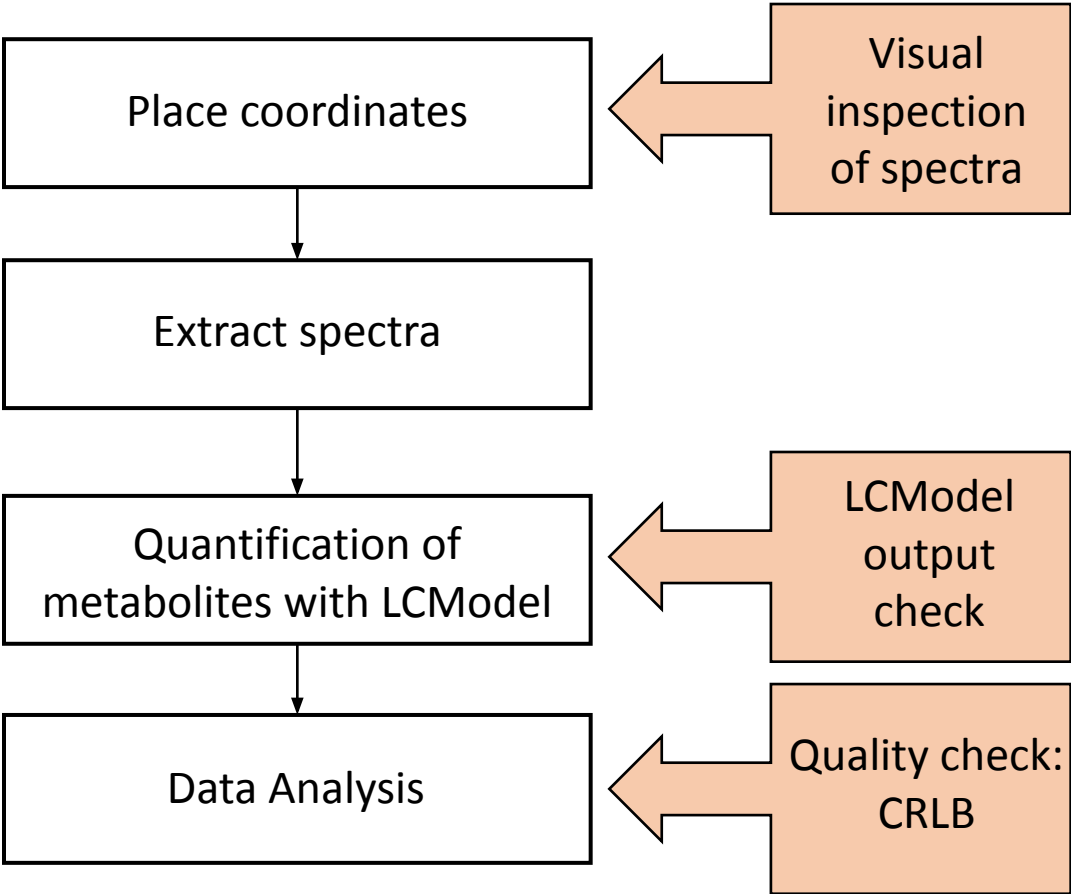 Place coordinates
Visual
inspection
of spectra
Extract spectra
Quantification of
metabolites with LCModel
LCModel
output
check
Data Analysis
Quality check:
CRLB